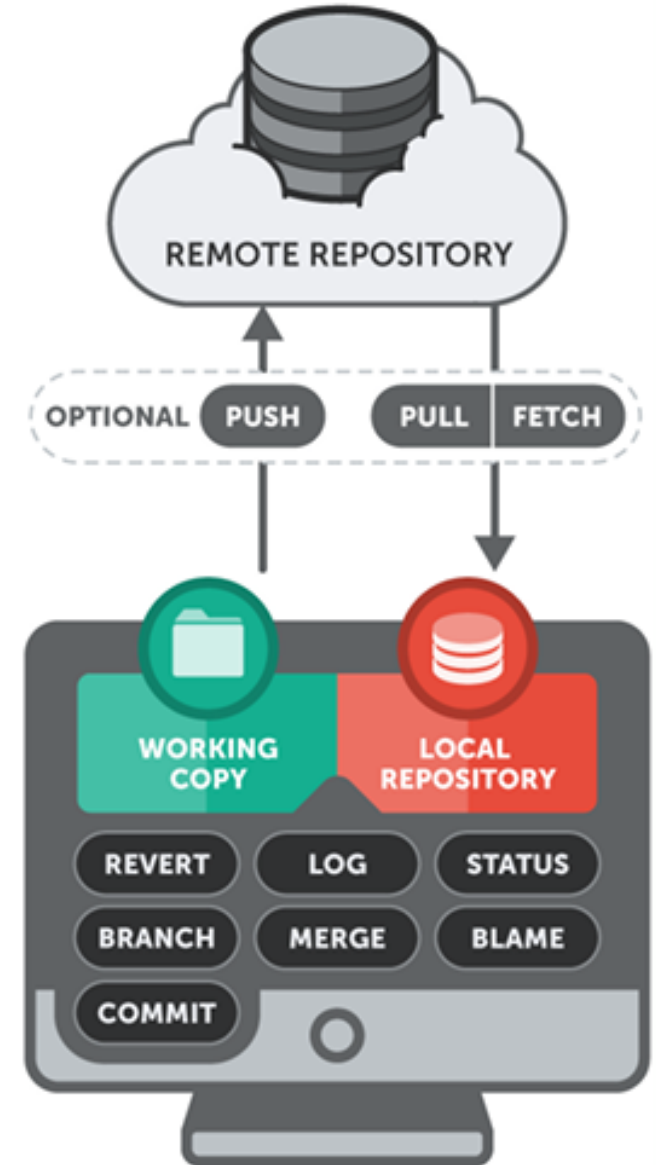 REMOTE REPOSITORY
OPTIONAL PUSH PULL FETCH
WORKING
COPY
LOCAL
REPOSITORY
REVERT LOG STATUS
BRANCH MERGE BLAME
COMMIT